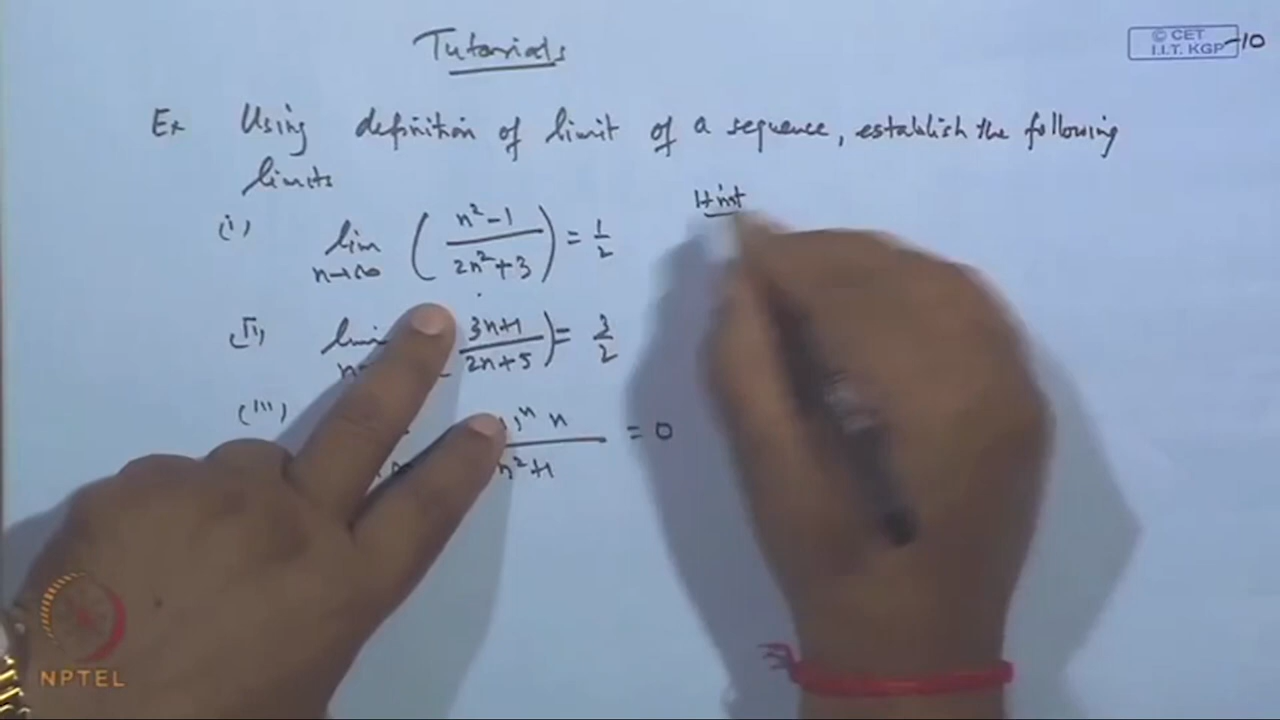 Tutorials
© CET
I.I.T. KGP
-10
Ex Using definition of limit of a sequence, establish the following
limits
(i) lim n→∞ ( n²-1 / 2n²+3 ) = 1/2
Hint
(ii) lim n ( 3n+1 / 2n+5 ) = 3/2
(iii) n n / n²+1 = 0
NPTEL